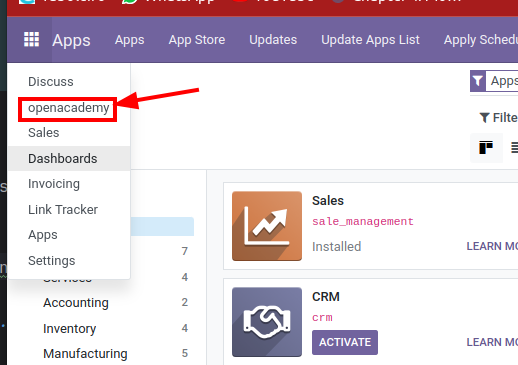 Apps
Apps
App Store
Updates
Update Apps List
Apply Schedu
Discuss
openacademy
Sales
Dashboards
Invoicing
Link Tracker
Apps
Settings
Apps
Filte
7
Services 4
Accounting 2
Inventory 4
Manufacturing 5
Sales
sale_management
Installed
LEARN MO
CRM
crm
ACTIVATE
LEARN MO